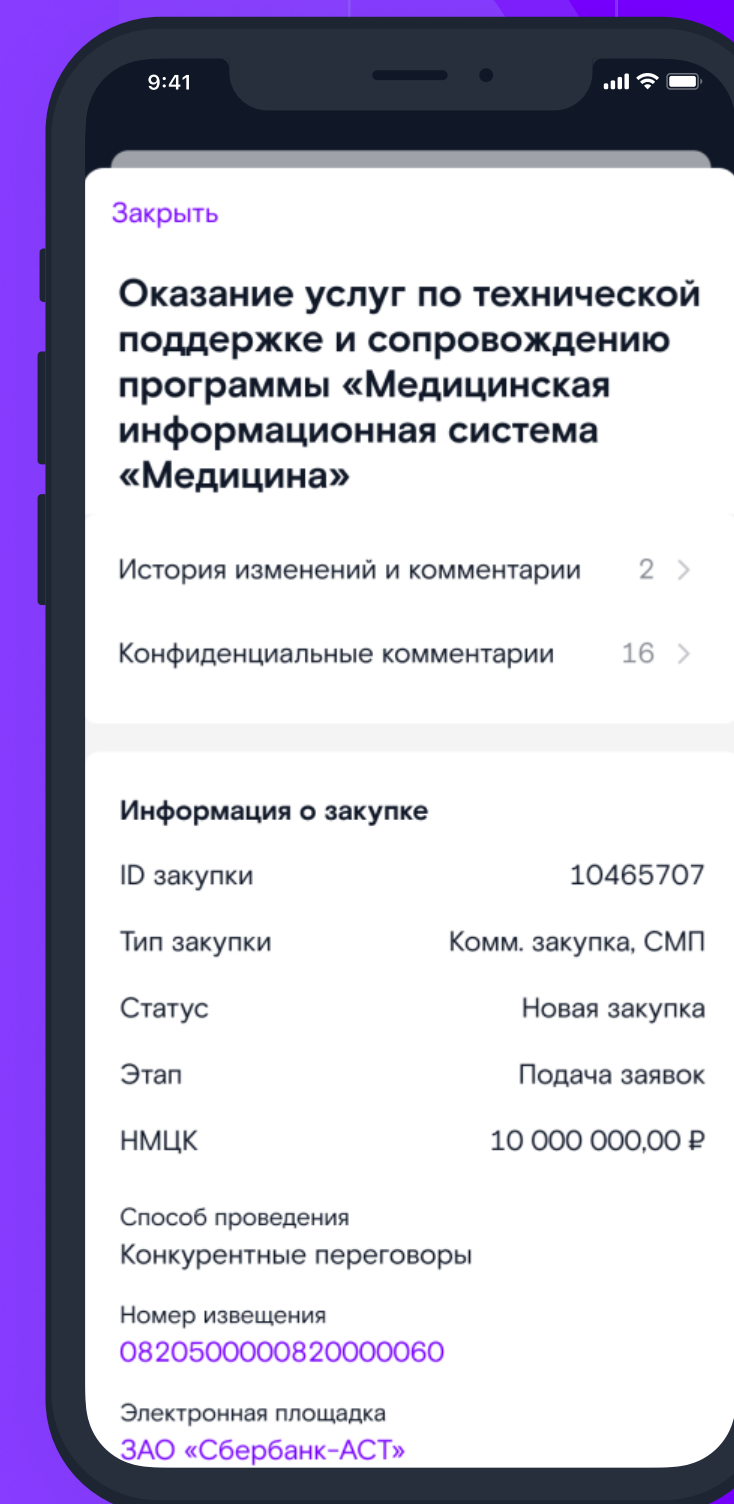 9:41
Закрыть
Оказание услуг по технической
поддержке и сопровождению
программы «Медицинская
информационная система
«Медицина»
История изменений и комментарии 2
Конфиденциальные комментарии 16
Информация о закупке
ID закупки 10465707
Тип закупки Комм. закупка, СМП
Статус Новая закупка
Этап Подача заявок
НМЦК 10 000 000,00 ₽
Способ проведения
Конкурентные переговоры
Номер извещения
0820500000820000060
Электронная площадка
ЗАО «Сбербанк-АСТ»